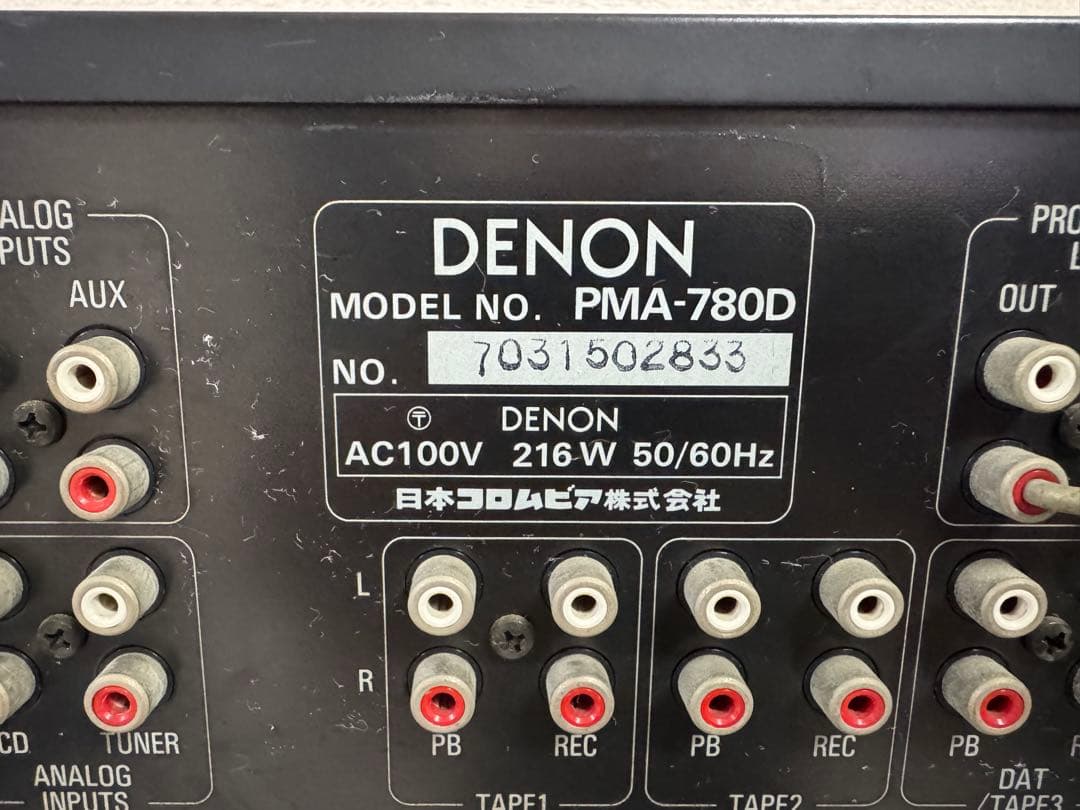 ALOG
PUTS
AUX
DENON
MODEL NO. PMA-780D
NO. 7031502833
〶 DENON
AC100V 216W 50/60Hz
日本コロムビア株式会社
PRO
OUT
L
R
CD TUNER
ANALOG
INPUTS
PB REC
TAPE1
PB REC
TAPE2
PB
DAT
/TAPE3